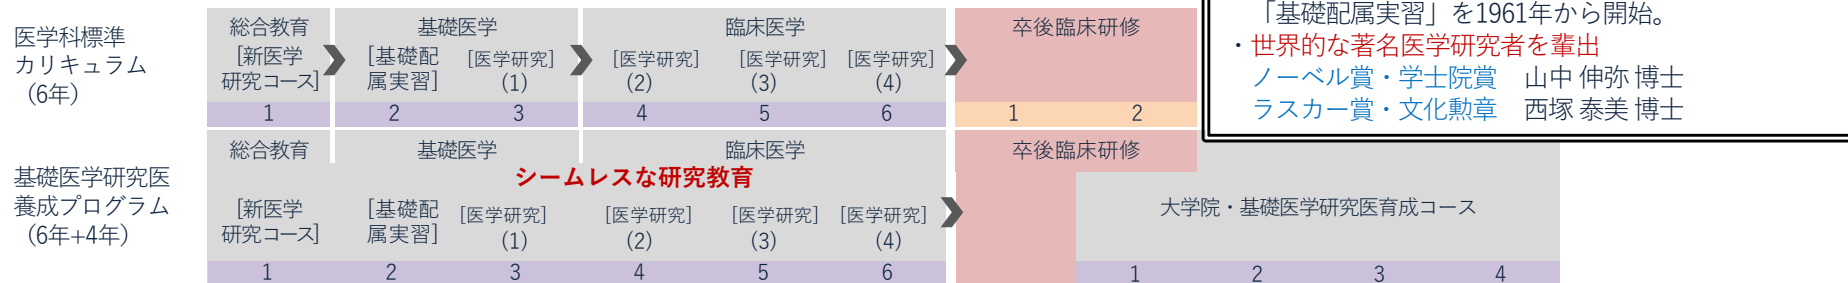 「基礎配属実習」を1961年から開始。
・世界的な著名医学研究者を輩出
ノーベル賞・学士院賞　山中 伸弥 博士
ラスカー賞・文化勲章　西塚 泰美 博士
医学科標準
カリキュラム
（6年）
総合教育
[新医学
研究コース]
基礎医学
[基礎配
属実習]
[医学研究]
(1)
臨床医学
[医学研究]
(2)
[医学研究]
(3)
[医学研究]
(4)
卒後臨床研修
1 2 3 4 5 6 1 2
基礎医学研究医
養成プログラム
（6年+4年）
総合教育
基礎医学
臨床医学
卒後臨床研修
シームレスな研究教育
[新医学
研究コース]
[基礎配
属実習]
[医学研究]
(1)
[医学研究]
(2)
[医学研究]
(3)
[医学研究]
(4)
大学院・基礎医学研究医育成コース
1 2 3 4 5 6 1 2 3 4